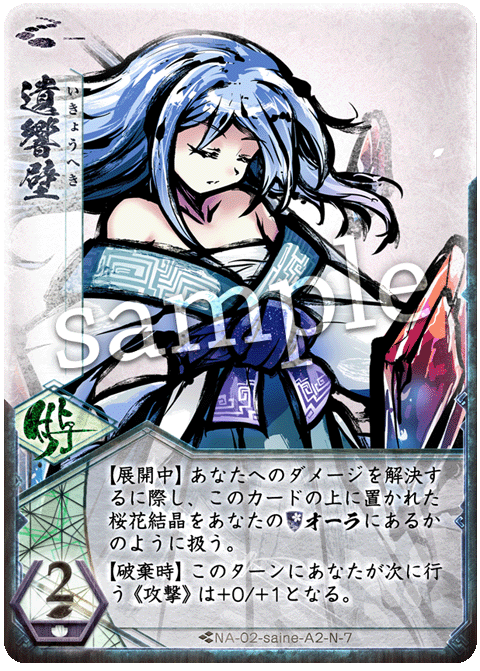 遺響壁
いきょうへき
sample
【展開中】あなたへのダメージを解決す
るに際し、このカードの上に置かれた
桜花結晶をあなたのオーラにあるか
のように扱う。
【破棄時】このターンにあなたが次に行
う《攻撃》は+0/+1となる。
2
NA-02-saine-A2-N-7